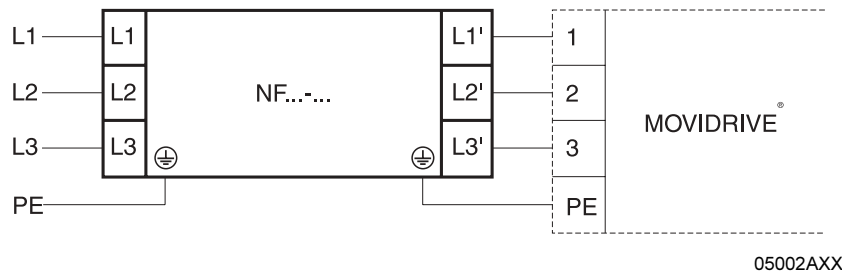 L1 L1 L1' 1
L2 L2 NF...-... L2' 2
MOVIDRIVE®
L3 L3 L3' 3
PE PE
05002AXX